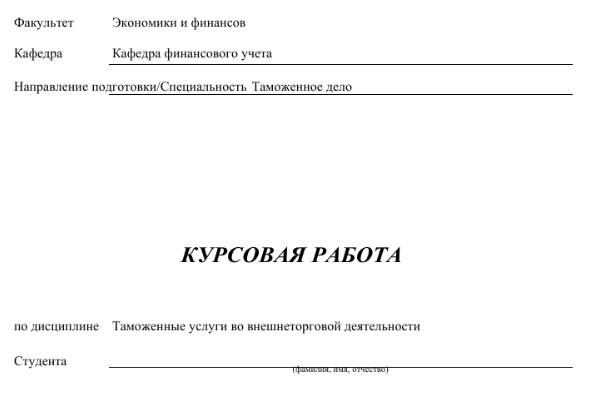 Факультет Экономики и финансов
Кафедра Кафедра финансового учета
Направление подготовки/Специальность Таможенное дело
КУРСОВАЯ РАБОТА
по дисциплине Таможенные услуги во внешнеторговой деятельности
Студента
(фамилия, имя, отчество)